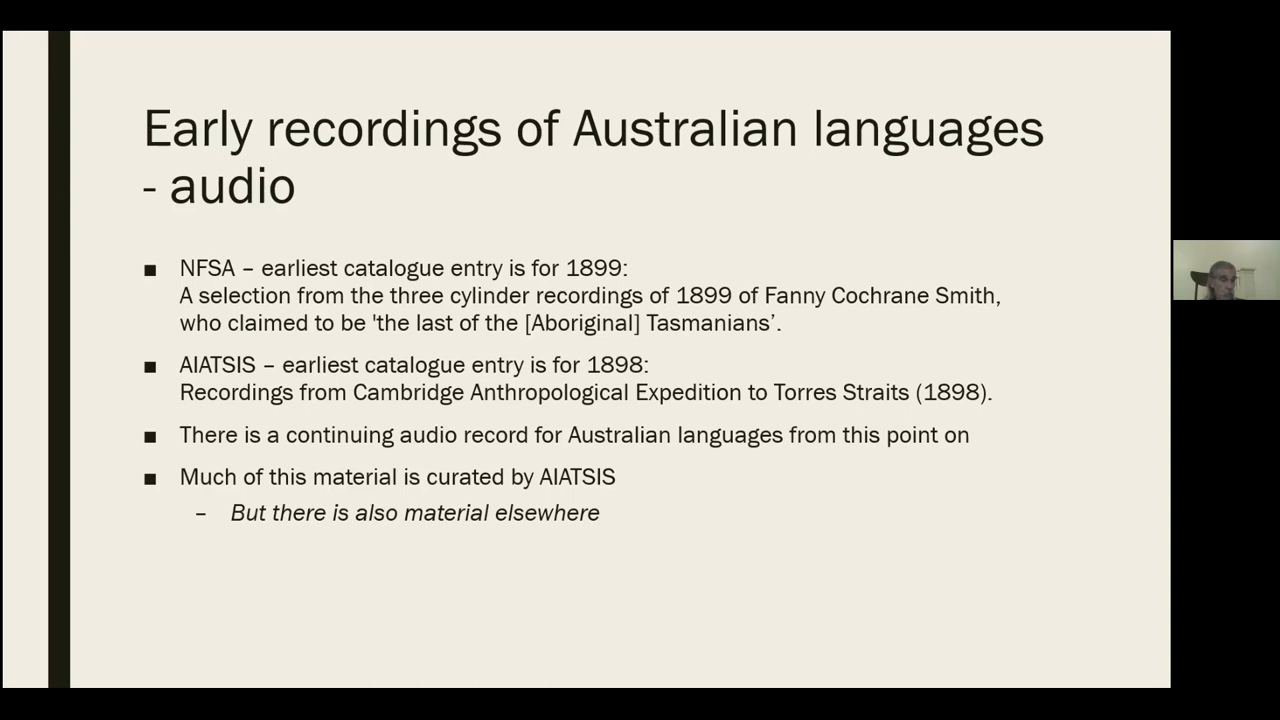 Early recordings of Australian languages
- audio
■ NFSA – earliest catalogue entry is for 1899:
A selection from the three cylinder recordings of 1899 of Fanny Cochrane Smith,
who claimed to be 'the last of the [Aboriginal] Tasmanians’.
■ AIATSIS – earliest catalogue entry is for 1898:
Recordings from Cambridge Anthropological Expedition to Torres Straits (1898).
■ There is a continuing audio record for Australian languages from this point on
■ Much of this material is curated by AIATSIS
– But there is also material elsewhere